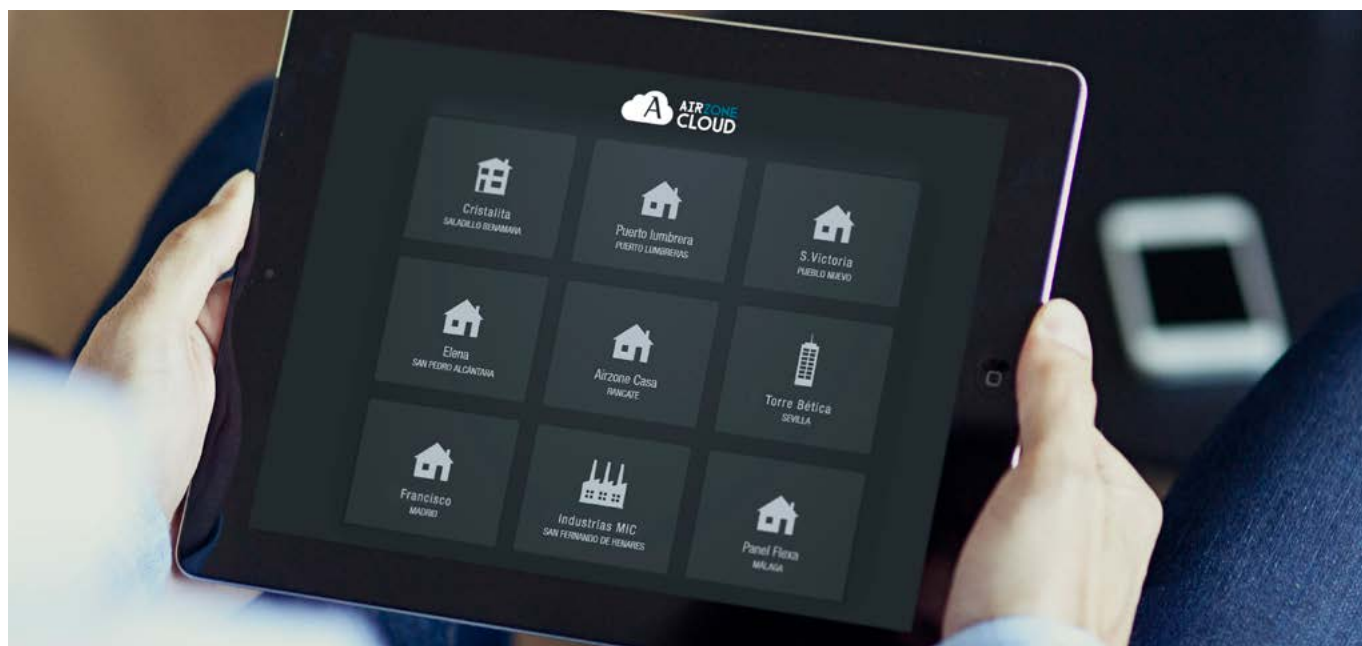 AIRZONE
CLOUD
Cristalita
SALADILLO BENAMARA
Puerto lumbrera
PUERTO LUMBRERAS
S.Victoria
PUEBLO NUEVO
Elena
SAN PEDRO ALCÁNTARA
Airzone Casa
RANCATE
Torre Bética
SEVILLA
Francisco
MADRID
Industrias MIC
SAN FERNANDO DE HENARES
Panel Flexa
MÁLAGA